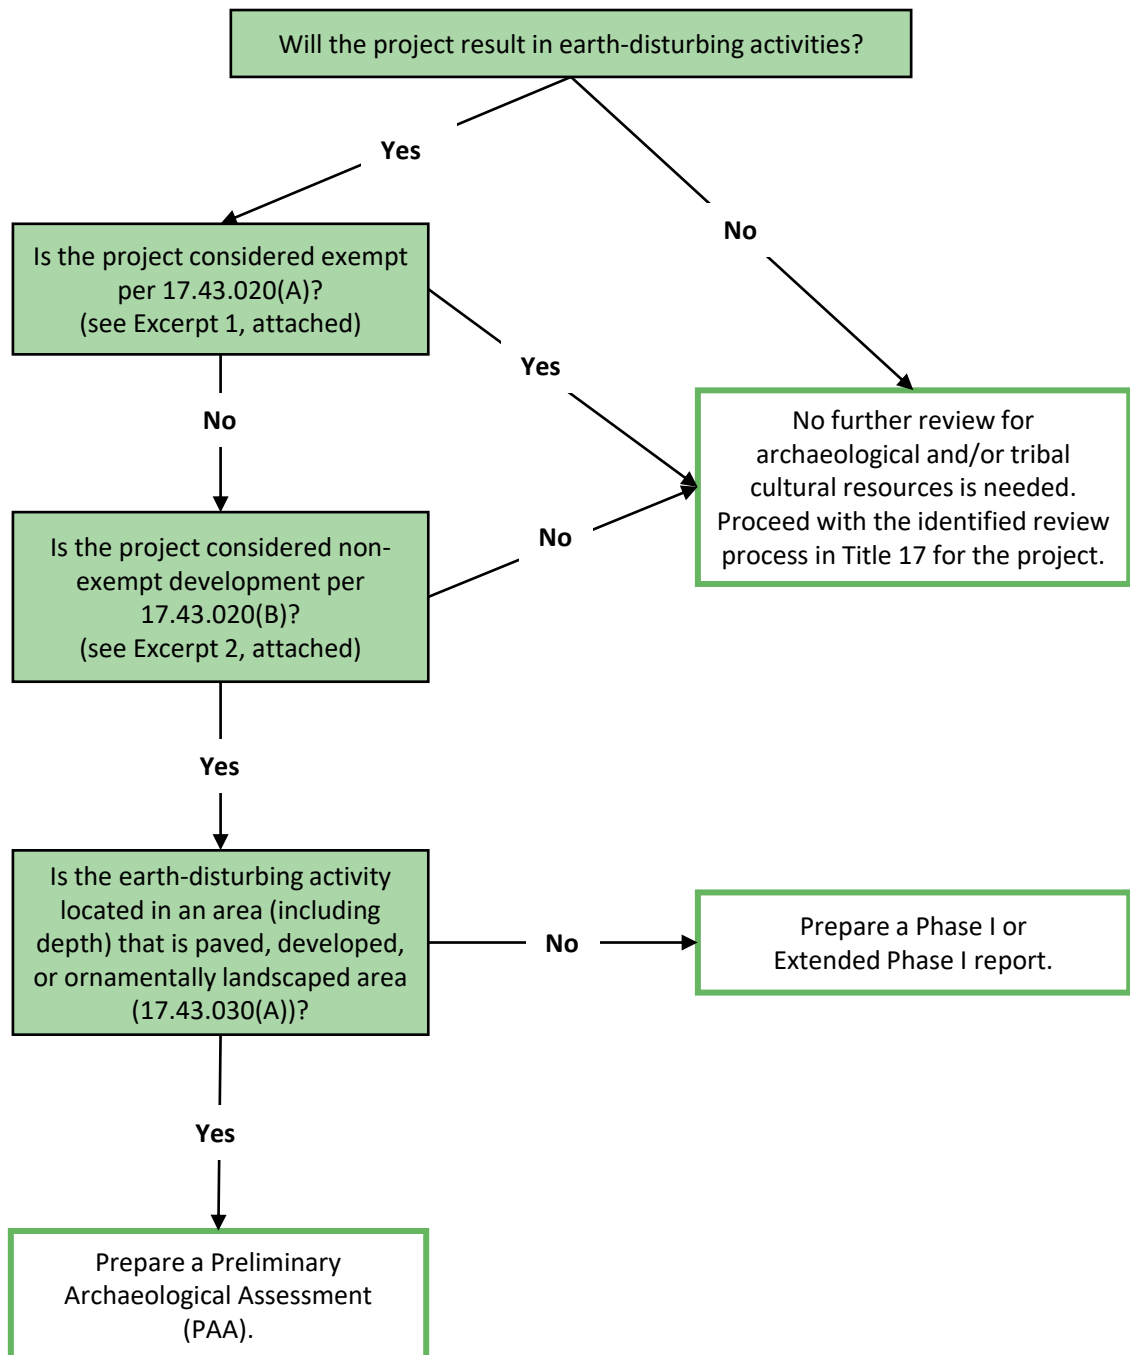 Will the project result in earth-disturbing activities?
Yes
No
Is the project considered exempt
per 17.43.020(A)?
(see Excerpt 1, attached)
Yes
No
No further review for
archaeological and/or tribal
cultural resources is needed.
Proceed with the identified review
process in Title 17 for the project.
Is the project considered non-
exempt development per
17.43.020(B)?
(see Excerpt 2, attached)
No
Yes
Is the earth-disturbing activity
located in an area (including
depth) that is paved, developed,
or ornamentally landscaped area
(17.43.030(A))?
No
Prepare a Phase I or
Extended Phase I report.
Yes
Prepare a Preliminary
Archaeological Assessment
(PAA).